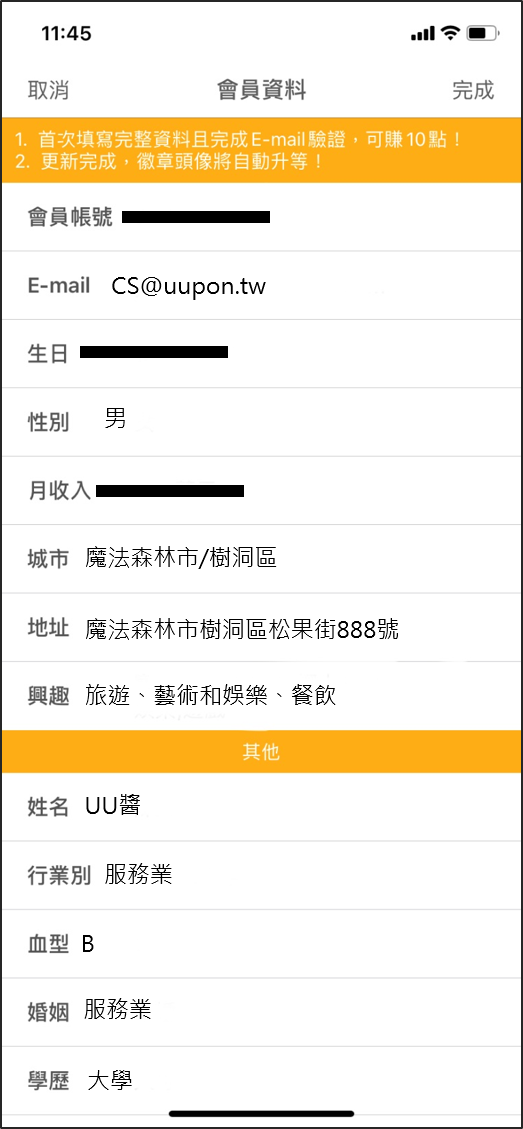 11:45
取消 會員資料 完成
1. 首次填寫完整資料且完成E-mail驗證，可賺10點！
2. 更新完成，徽章頭像將自動升等！
會員帳號
E-mail CS@uupon.tw
生日
性別 男
月收入
城市 魔法森林市/樹洞區
地址 魔法森林市樹洞區松果街888號
興趣 旅遊、藝術和娛樂、餐飲
其他
姓名 UU醬
行業別 服務業
血型 B
婚姻 服務業
學歷 大學